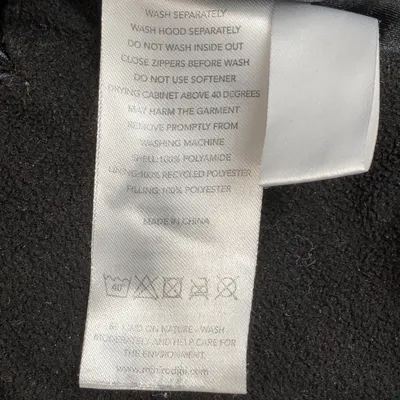 WASH SEPARATELY
WASH HOOD SEPARATELY
DO NOT WASH INSIDE OUT
CLOSE ZIPPERS BEFORE WASH
DO NOT USE SOFTENER
DRYING CABINET ABOVE 40 DEGREES
MAY HARM THE GARMENT
REMOVE PROMPTLY FROM
WASHING MACHINE
SHELL: 100% POLYAMIDE
LINING: 100% RECYCLED POLYESTER
FILLING: 100% POLYESTER
MADE IN CHINA
40°
BE KIND ON NATURE - WASH
MODERATELY AND HELP CARE FOR
THE ENVIRONMENT.